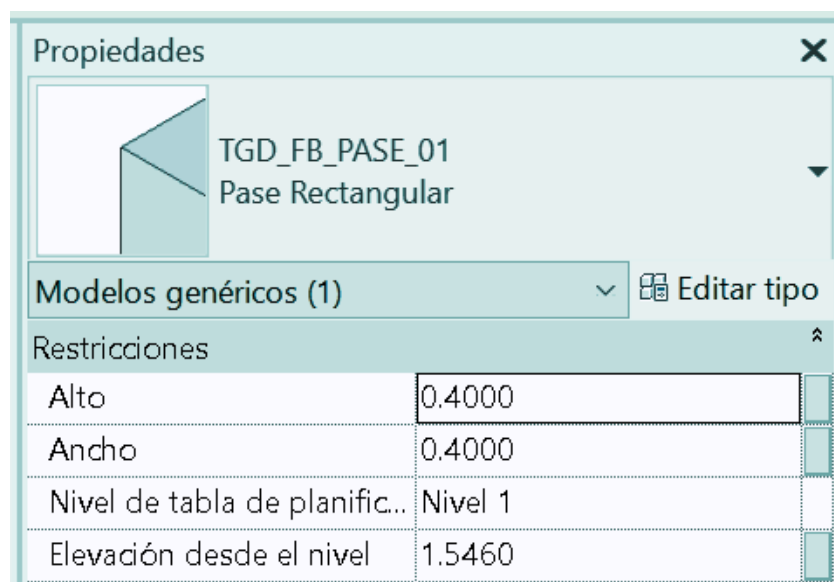 Propiedades
TGD_FB_PASE_01
Pase Rectangular
Modelos genéricos (1)
Editar tipo
Restricciones
Alto 0.4000
Ancho 0.4000
Nivel de tabla de planific... Nivel 1
Elevación desde el nivel 1.5460